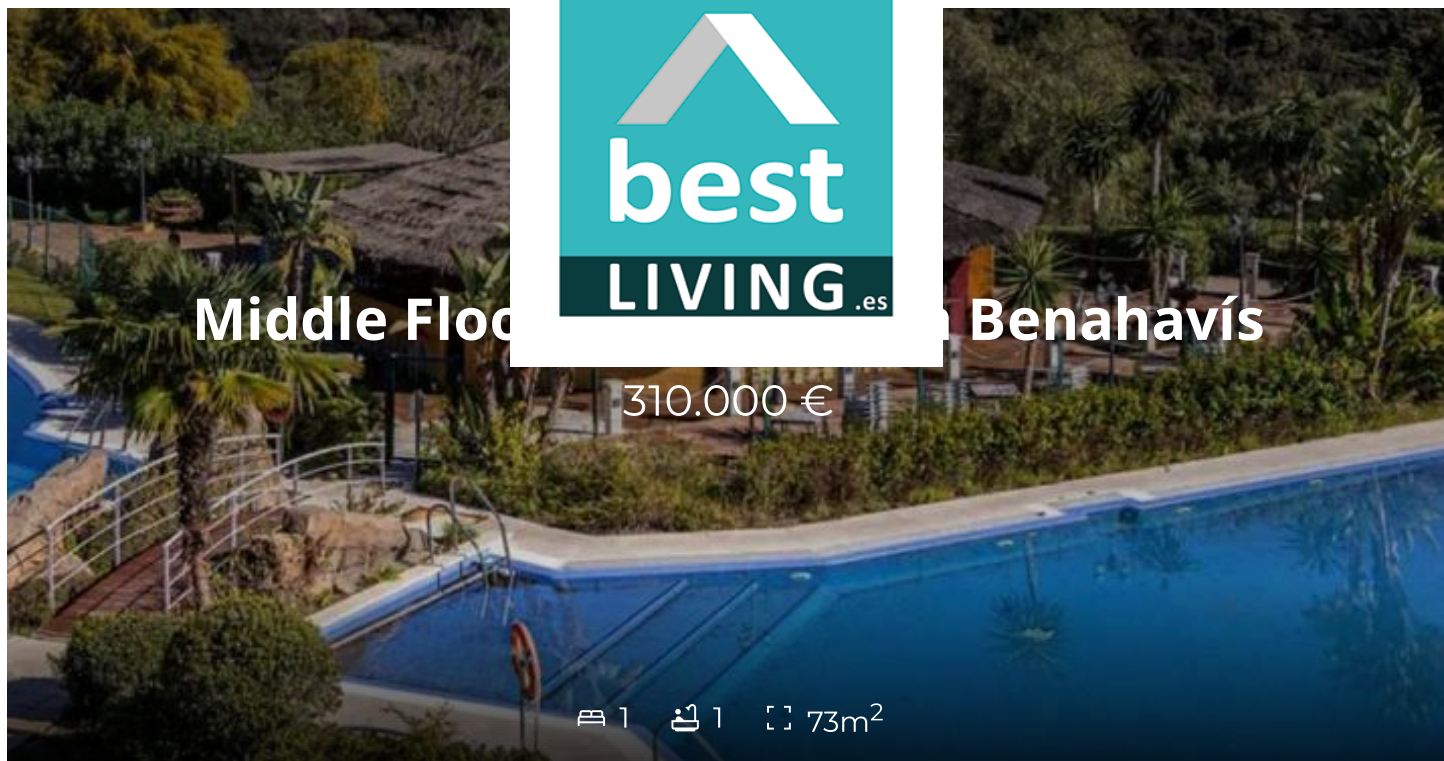 best
LIVING.es
Middle Floo Benahavís
310.000 €
1 1 73m²